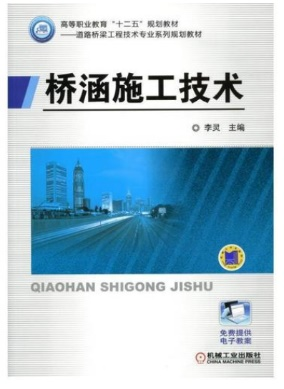 高等职业教育“十二五”规划教材
——道路桥梁工程技术专业系列规划教材
桥涵施工技术
◎ 李灵 主编
QIAOHAN SHIGONG JISHU
免费提供
电子教案
机械工业出版社
CHINA MACHINE PRESS